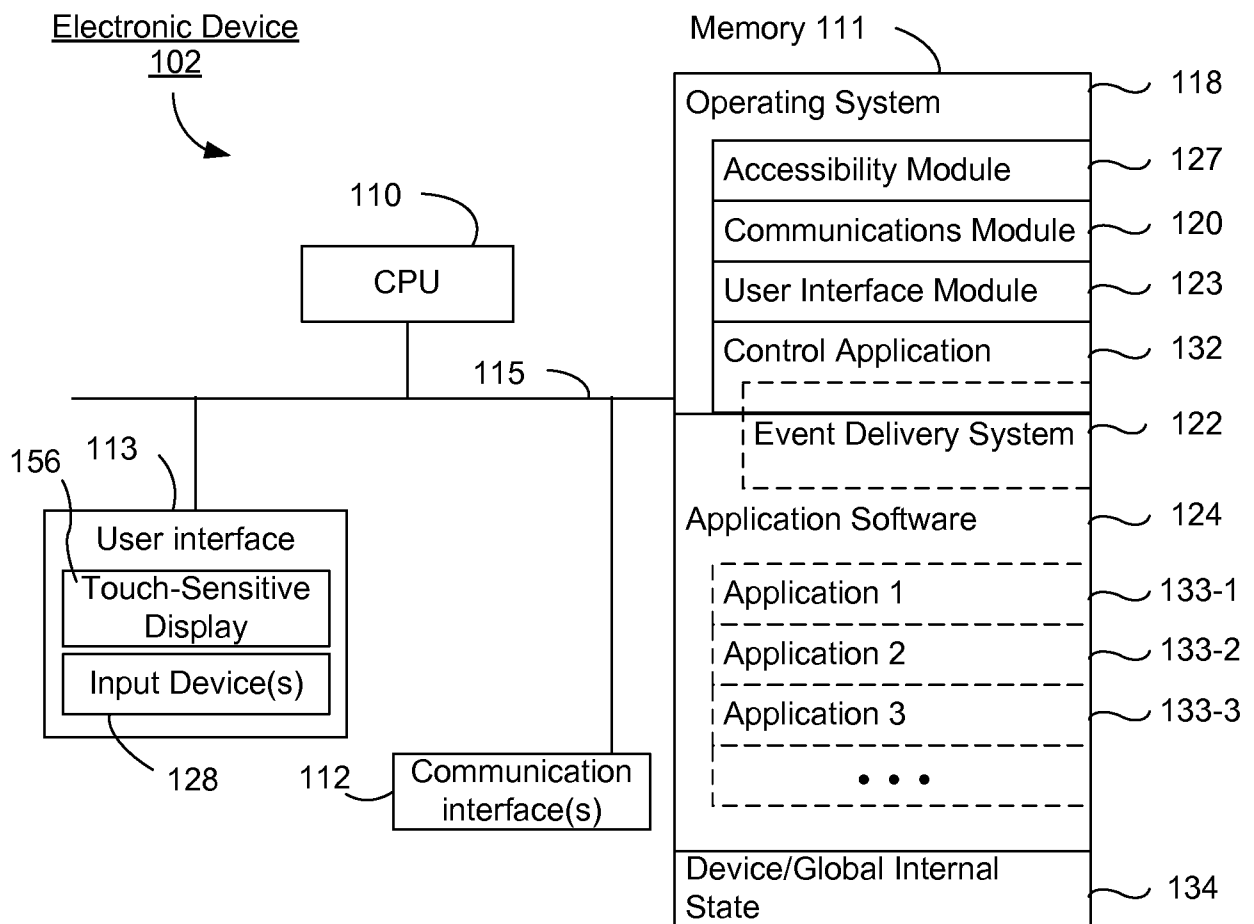 Electronic Device
102
Memory 111
Operating System
118
Accessibility Module
127
Communications Module
120
User Interface Module
123
Control Application
132
Event Delivery System
122
Application Software
124
Application 1
133-1
Application 2
133-2
Application 3
133-3
• • •
Device/Global Internal
State
134
110
CPU
115
113
156
User interface
Touch-Sensitive
Display
Input Device(s)
128
112
Communication
interface(s)